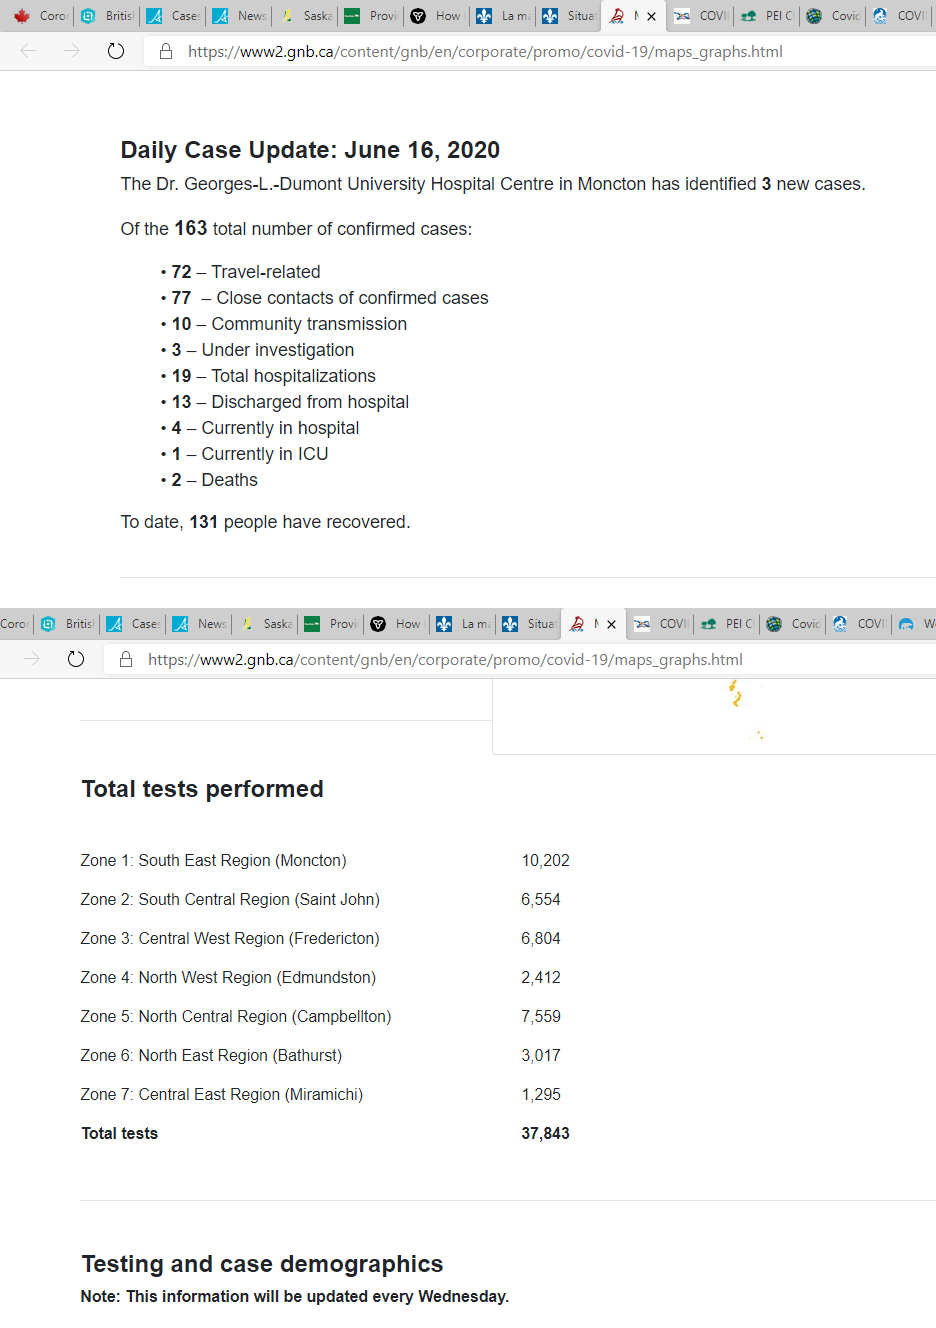 Coror Britis Cases News Saska Provi How La ma Situat N COVI PEI C Covid COVI
https://www2.gnb.ca/content/gnb/en/corporate/promo/covid-19/maps_graphs.html
Daily Case Update: June 16, 2020
The Dr. Georges-L.-Dumont University Hospital Centre in Moncton has identified 3 new cases.
Of the 163 total number of confirmed cases:
• 72 – Travel-related
• 77 – Close contacts of confirmed cases
• 10 – Community transmission
• 3 – Under investigation
• 19 – Total hospitalizations
• 13 – Discharged from hospital
• 4 – Currently in hospital
• 1 – Currently in ICU
• 2 – Deaths
To date, 131 people have recovered.
Coror Britis Cases News Saska Provi How La ma Situat N COVI PEI C Covid COVI We
https://www2.gnb.ca/content/gnb/en/corporate/promo/covid-19/maps_graphs.html
Total tests performed
Zone 1: South East Region (Moncton) 10,202
Zone 2: South Central Region (Saint John) 6,554
Zone 3: Central West Region (Fredericton) 6,804
Zone 4: North West Region (Edmundston) 2,412
Zone 5: North Central Region (Campbellton) 7,559
Zone 6: North East Region (Bathurst) 3,017
Zone 7: Central East Region (Miramichi) 1,295
Total tests 37,843
Testing and case demographics
Note: This information will be updated every Wednesday.